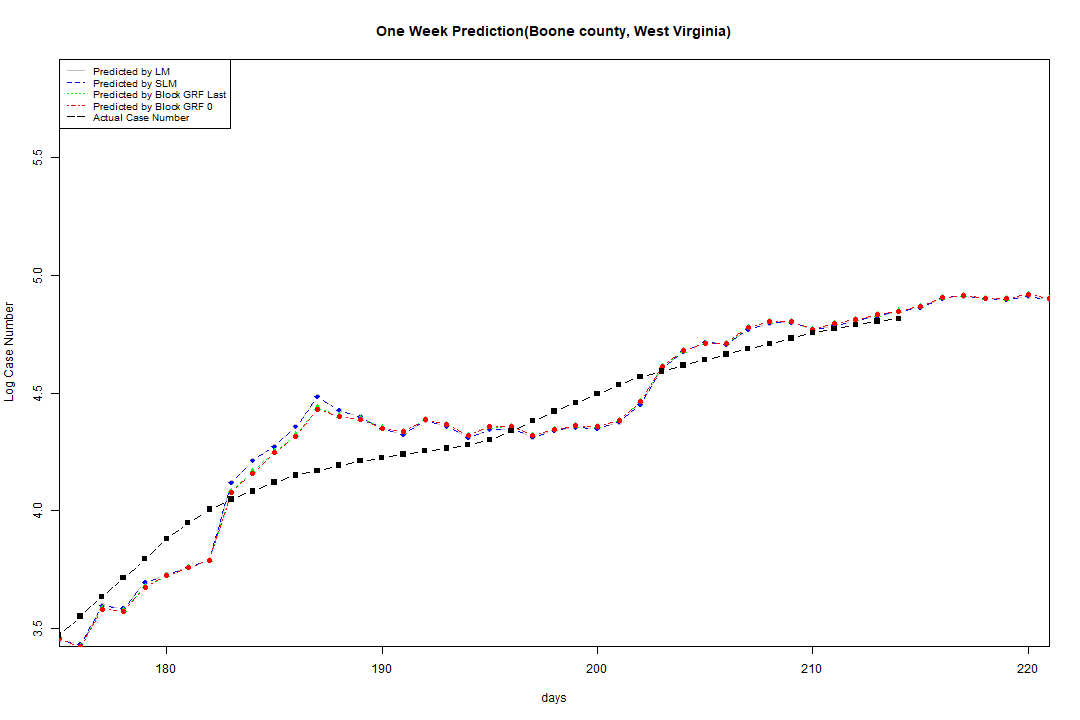 One Week Prediction(Boone county, West Virginia)
Predicted by LM
Predicted by SLM
Predicted by Block GRF Last
Predicted by Block GRF 0
Actual Case Number
5.5
5.0
4.5
4.0
3.5
Log Case Number
180 190 200 210 220
days